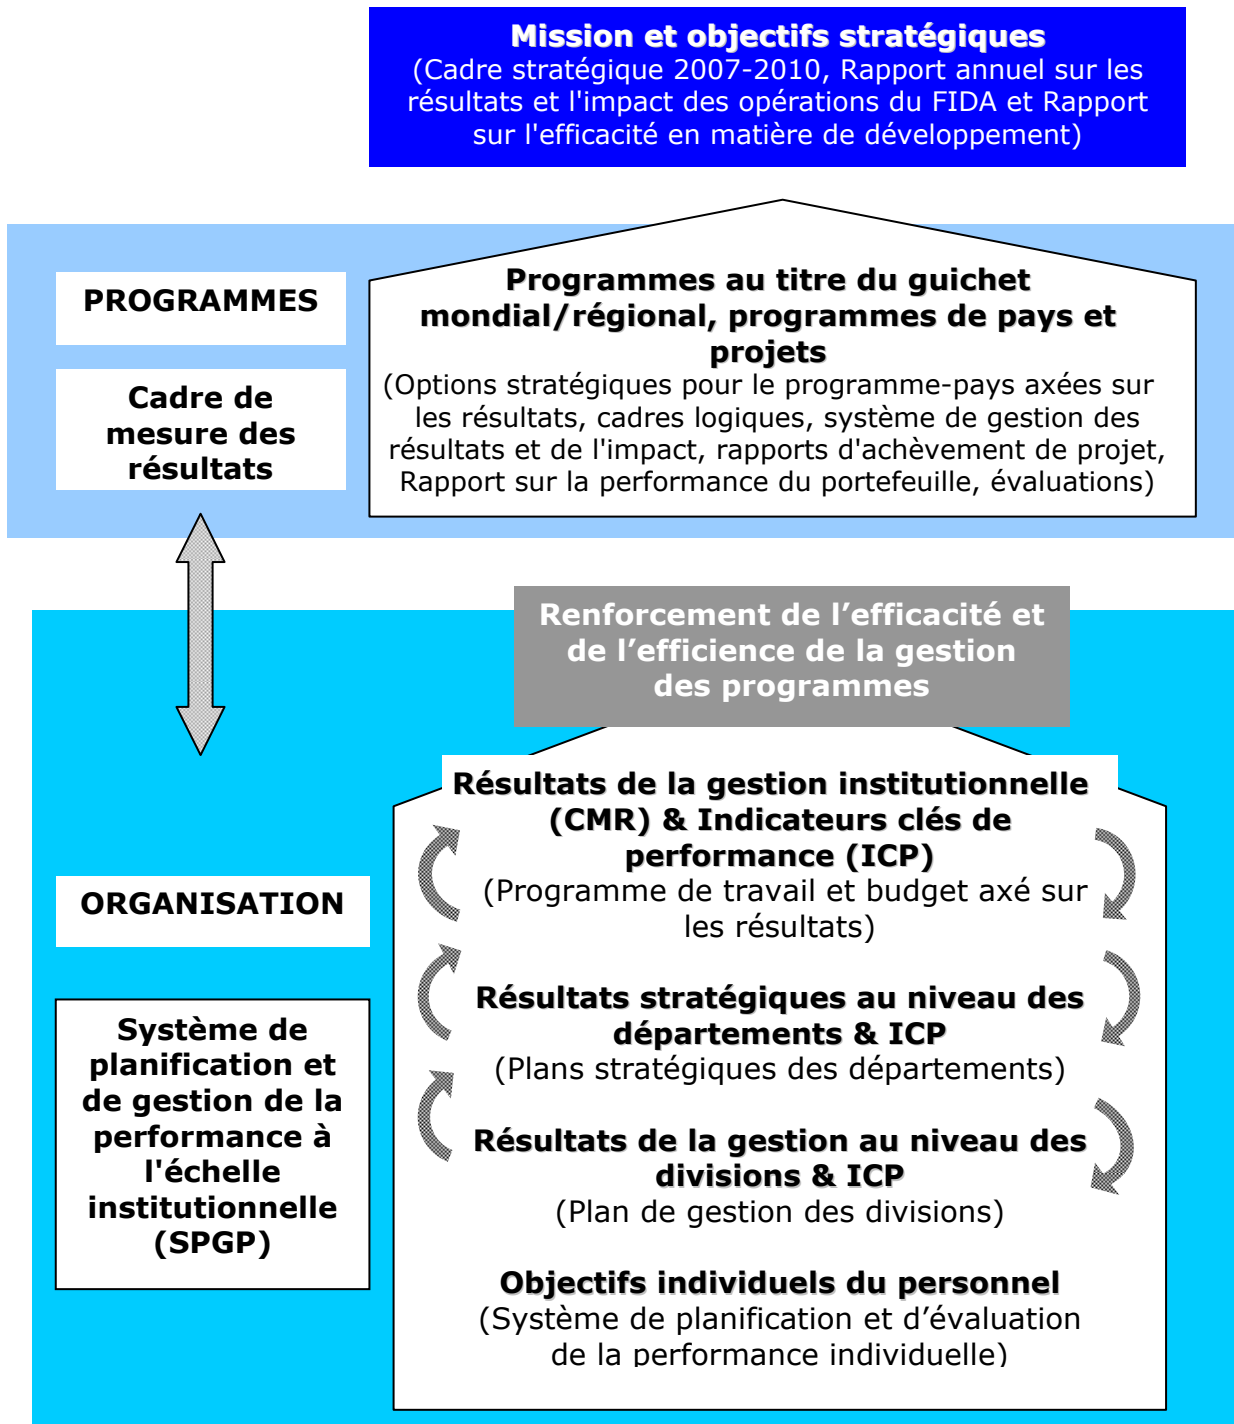 Mission et objectifs stratégiques
(Cadre stratégique 2007-2010, Rapport annuel sur les
résultats et l'impact des opérations du FIDA et Rapport
sur l'efficacité en matière de développement)
PROGRAMMES
Cadre de
mesure des
résultats
Programmes au titre du guichet
mondial/régional, programmes de pays et
projets
(Options stratégiques pour le programme-pays axées sur
les résultats, cadres logiques, système de gestion des
résultats et de l'impact, rapports d'achèvement de projet,
Rapport sur la performance du portefeuille, évaluations)
Renforcement de l’efficacité et
de l’efficience de la gestion
des programmes
ORGANISATION
Système de
planification et
de gestion de la
performance à
l'échelle
institutionnelle
(SPGP)
Résultats de la gestion institutionnelle
(CMR) & Indicateurs clés de
performance (ICP)
(Programme de travail et budget axé sur
les résultats)
Résultats stratégiques au niveau des
départements & ICP
(Plans stratégiques des départements)
Résultats de la gestion au niveau des
divisions & ICP
(Plan de gestion des divisions)
Objectifs individuels du personnel
(Système de planification et d’évaluation
de la performance individuelle)